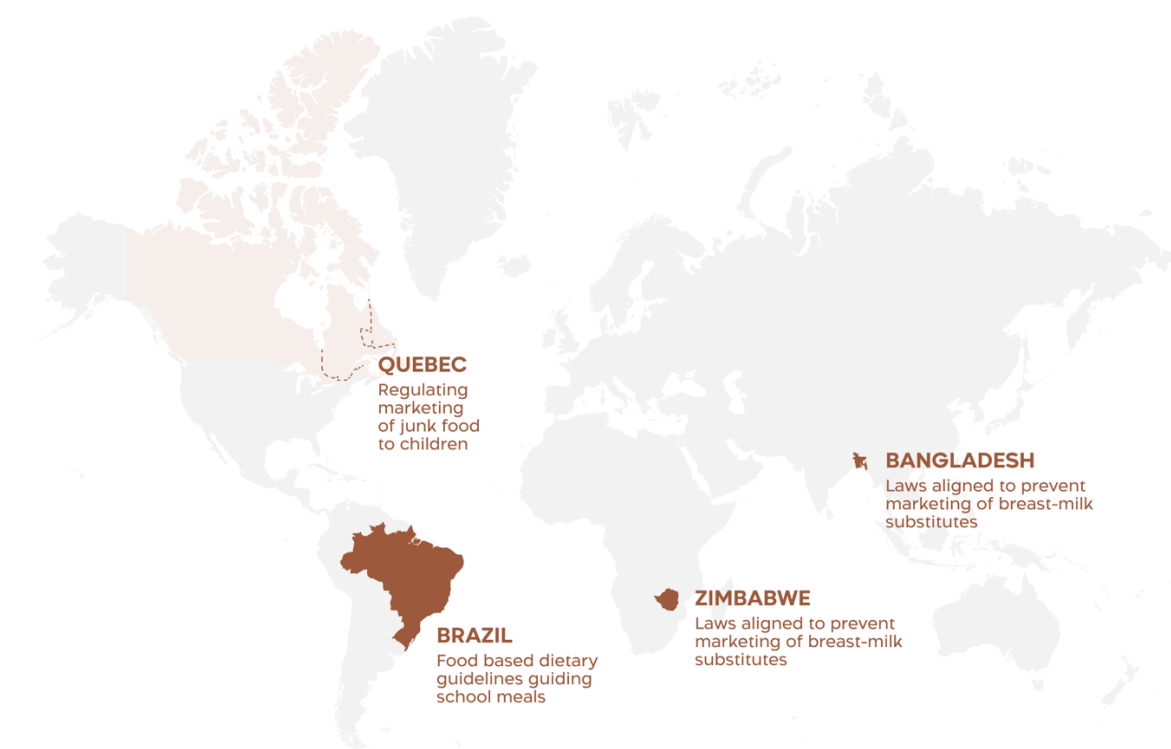 QUEBEC
Regulating
marketing
of junk food
to children
BANGLADESH
Laws aligned to prevent
marketing of breast-milk
substitutes
ZIMBABWE
Laws aligned to prevent
marketing of breast-milk
substitutes
BRAZIL
Food based dietary
guidelines guiding
school meals